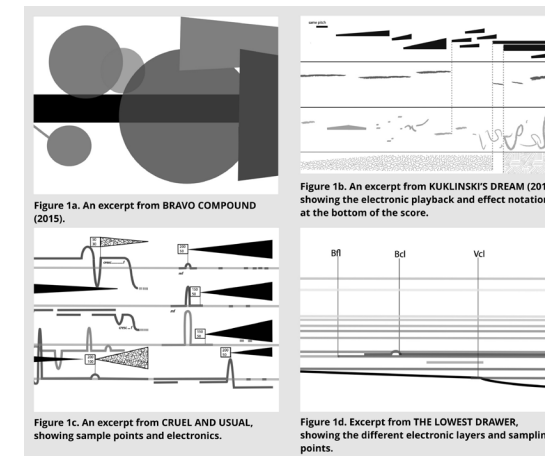 Figure 1a. An excerpt from BRAVO COMPOUND
(2015).
same pitch
Figure 1b. An excerpt from KUKLINSKI'S DREAM (201
showing the electronic playback and effect notation
at the bottom of the score.
Figure 1c. An excerpt from CRUEL AND USUAL,
showing sample points and electronics.
Bfl Bcl Vcl
Figure 1d. Excerpt from THE LOWEST DRAWER,
showing the different electronic layers and samplin
points.